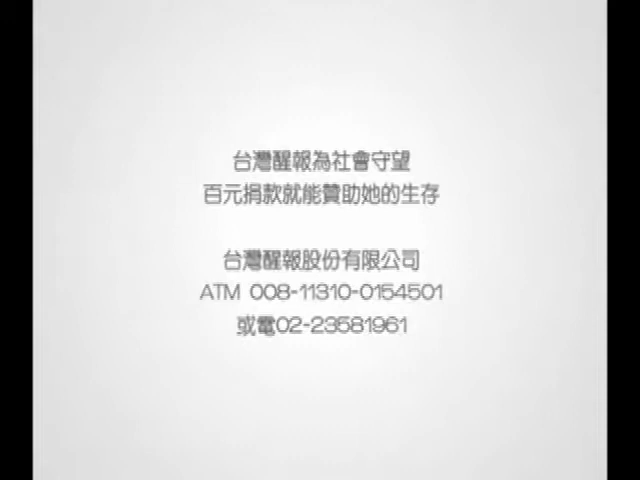 台灣醒報為社會守望
百元捐款就能贊助她的生存
台灣醒報股份有限公司
ATM 008-11310-0154501
或電02-23581961